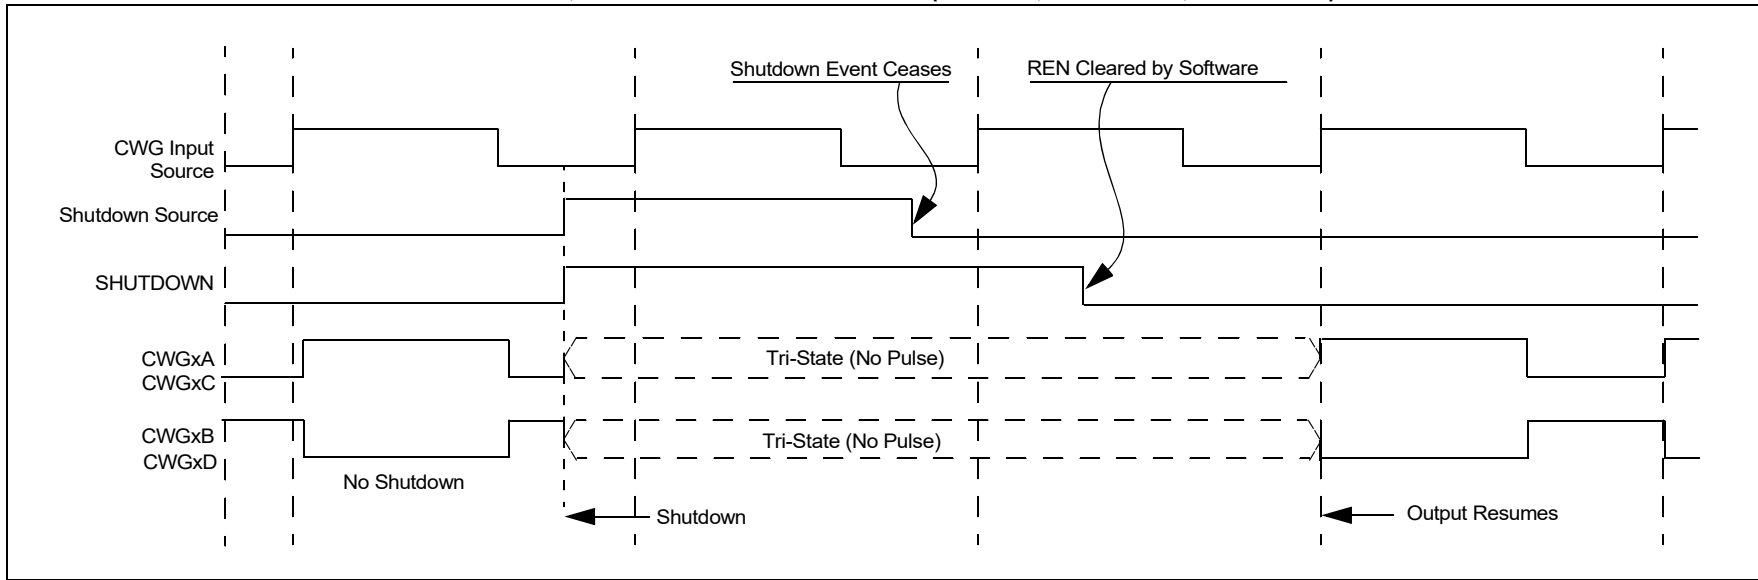 Shutdown Event Ceases
REN Cleared by Software
CWG Input
Source
Shutdown Source
SHUTDOWN
CWGxA
CWGxC
Tri-State (No Pulse)
CWGxB
CWGxD
Tri-State (No Pulse)
No Shutdown
Shutdown
Output Resumes